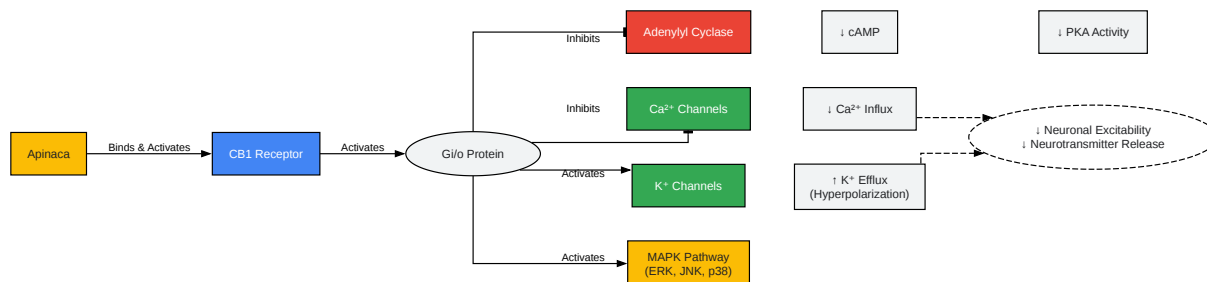 Inhibits
Adenylyl Cyclase
↓ cAMP
↓ PKA Activity
Inhibits
Ca²⁺ Channels
↓ Ca²⁺ Influx
Apinaca
Binds & Activates
CB1 Receptor
Activates
Gi/o Protein
↓ Neuronal Excitability
↓ Neurotransmitter Release
Activates
K⁺ Channels
↑ K⁺ Efflux
(Hyperpolarization)
Activates
MAPK Pathway
(ERK, JNK, p38)